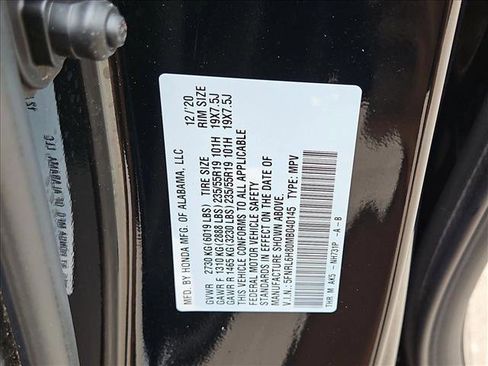 MFD. BY HONDA MFG. OF ALABAMA, LLC 12/'20
TIRE SIZE RIM SIZE
GVWR 2730 KG(6019 LBS)
GAWR F 1310 KG(2888 LBS) 235/55R19 101H 19X7.5J
GAWR R 1465 KG(3230 LBS) 235/55R19 101H 19X7.5J
THIS VEHICLE CONFORMS TO ALL APPLICABLE
FEDERAL MOTOR VEHICLE SAFETY
STANDARDS IN EFFECT ON THE DATE OF
MANUFACTURE SHOWN ABOVE.
V.I.N.: 5FNRL6H80MB040145 TYPE: MPV
THR M AK5 - NH731P --A-B